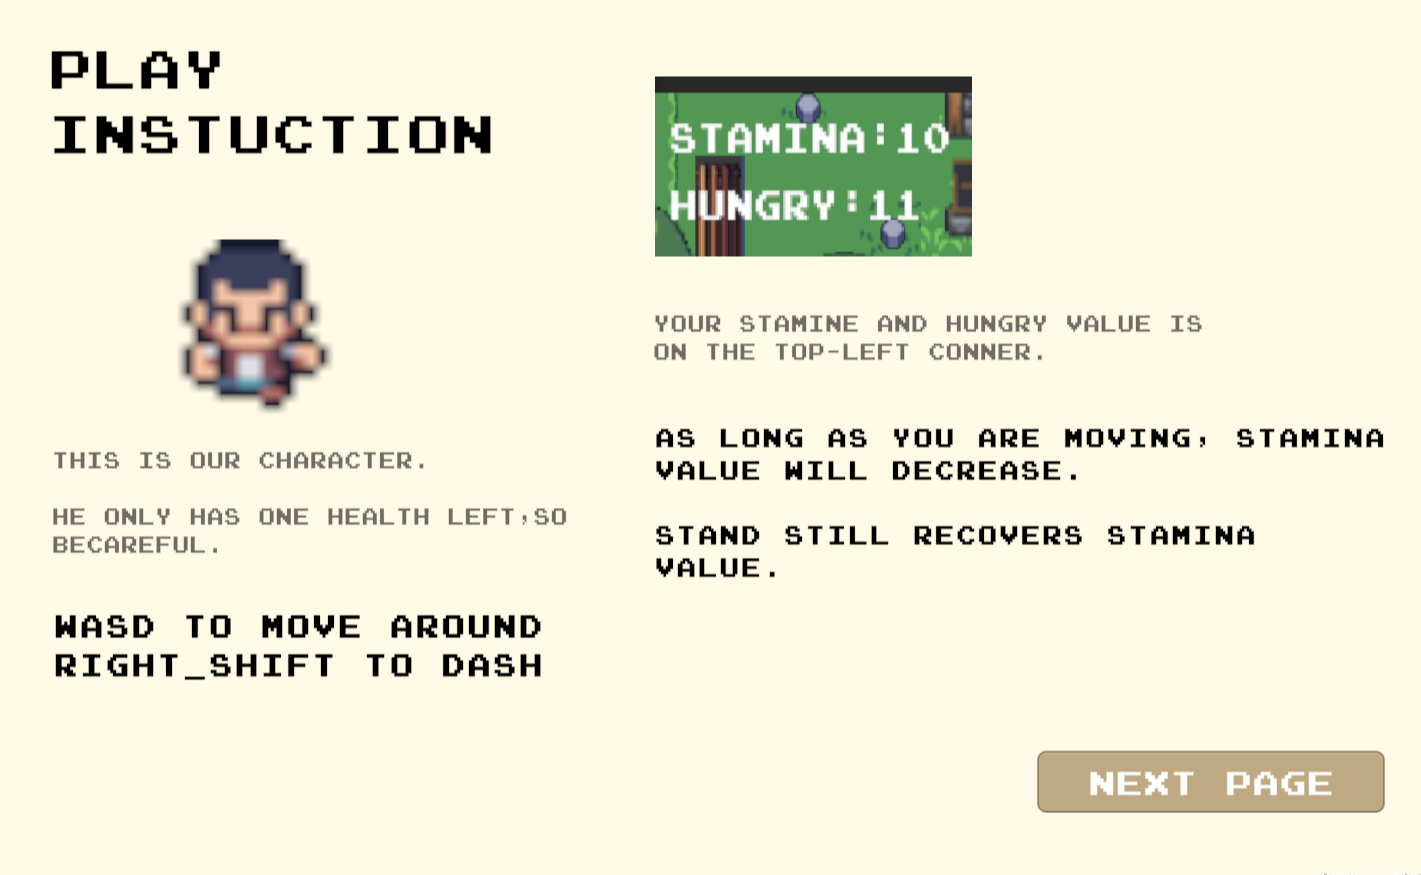 PLAY
INSTUCTION
THIS IS OUR CHARACTER.
HE ONLY HAS ONE HEALTH LEFT,SO
BECAREFUL.
WASD TO MOVE AROUND
RIGHT_SHIFT TO DASH
STAMINA:10
HUNGRY:11
YOUR STAMINE AND HUNGRY VALUE IS
ON THE TOP-LEFT CONNER.
AS LONG AS YOU ARE MOVING, STAMINA
VALUE WILL DECREASE.
STAND STILL RECOVERS STAMINA
VALUE.
NEXT PAGE